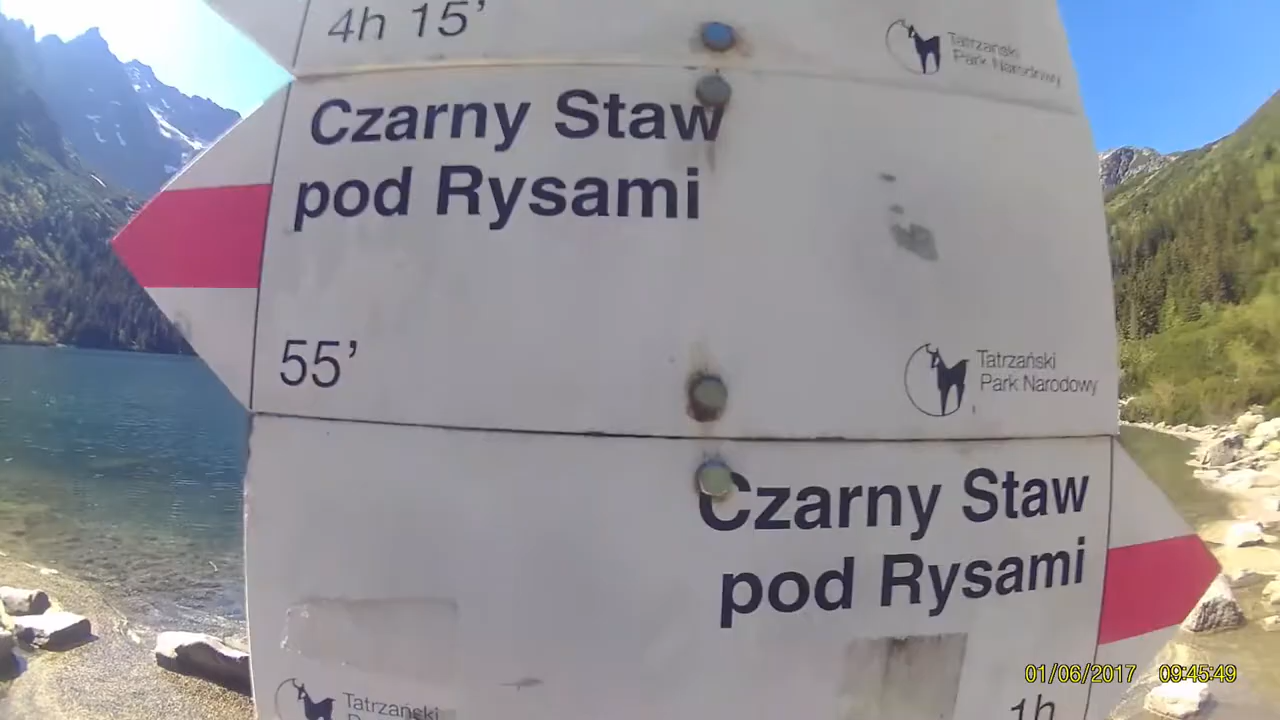 4h 15’
Tatrzański
Park Narodowy
Czarny Staw
pod Rysami
55’
Tatrzański
Park Narodowy
Czarny Staw
pod Rysami
Tatrzański
1h
01/06/2017 09:45:49